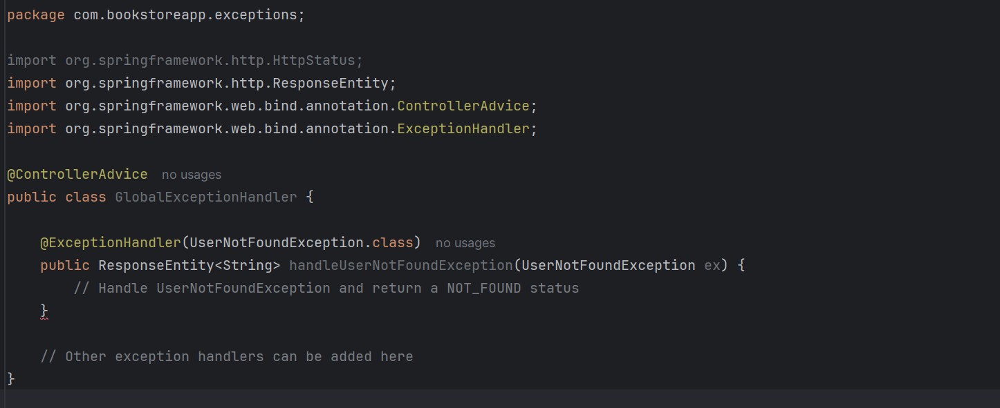 package com.bookstoreapp.exceptions;
import org.springframework.http.HttpStatus;
import org.springframework.http.ResponseEntity;
import org.springframework.web.bind.annotation.ControllerAdvice;
import org.springframework.web.bind.annotation.ExceptionHandler;
@ControllerAdvice no usages
public class GlobalExceptionHandler {
@ExceptionHandler(UserNotFoundException.class) no usages
public ResponseEntity<String> handleUserNotFoundException(UserNotFoundException ex) {
// Handle UserNotFoundException and return a NOT_FOUND status
}
// Other exception handlers can be added here
}